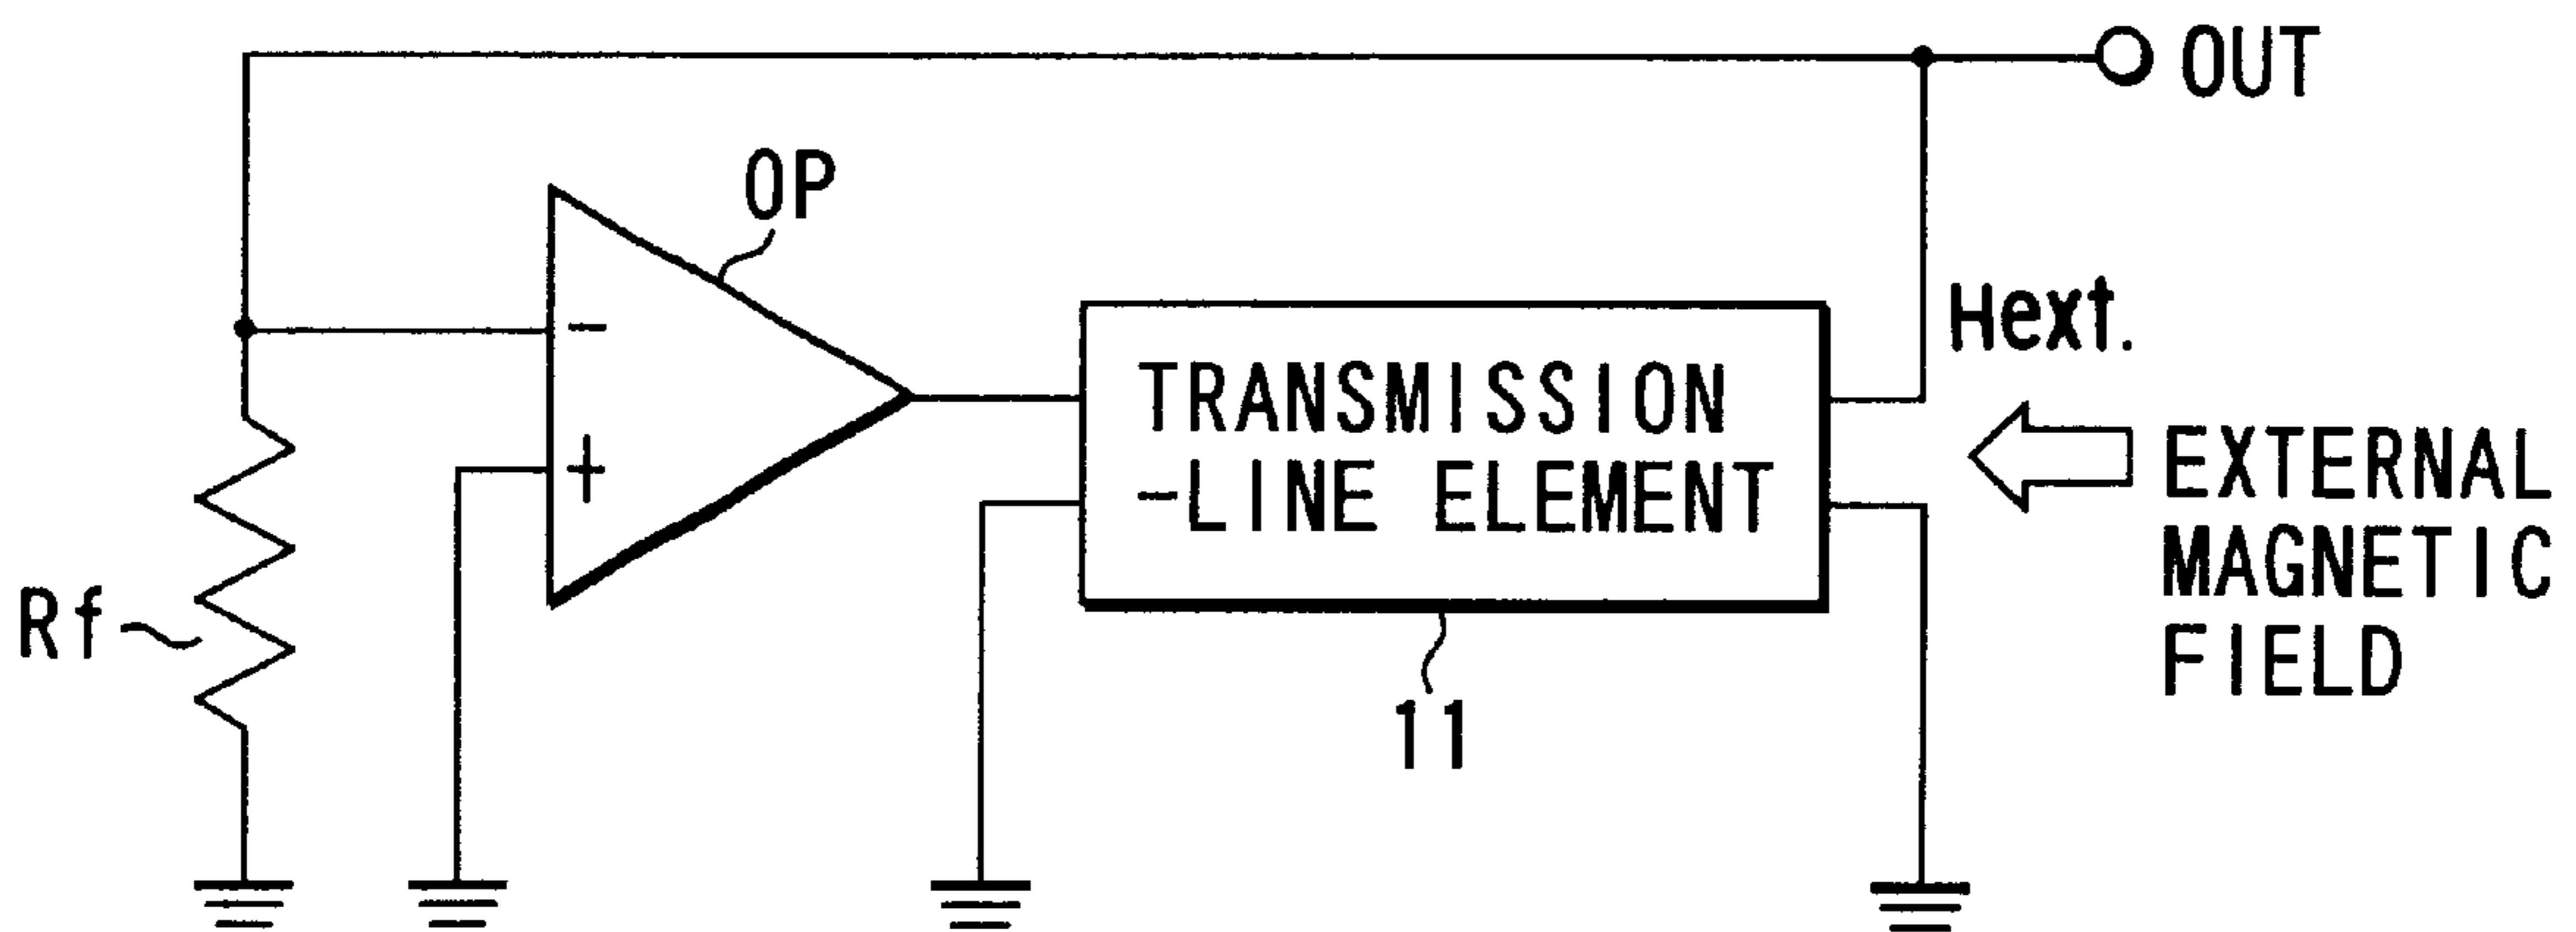 OUT
OP
-
+
Hext.
TRANSMISSION
-LINE ELEMENT
EXTERNAL
MAGNETIC
FIELD
Rf
11